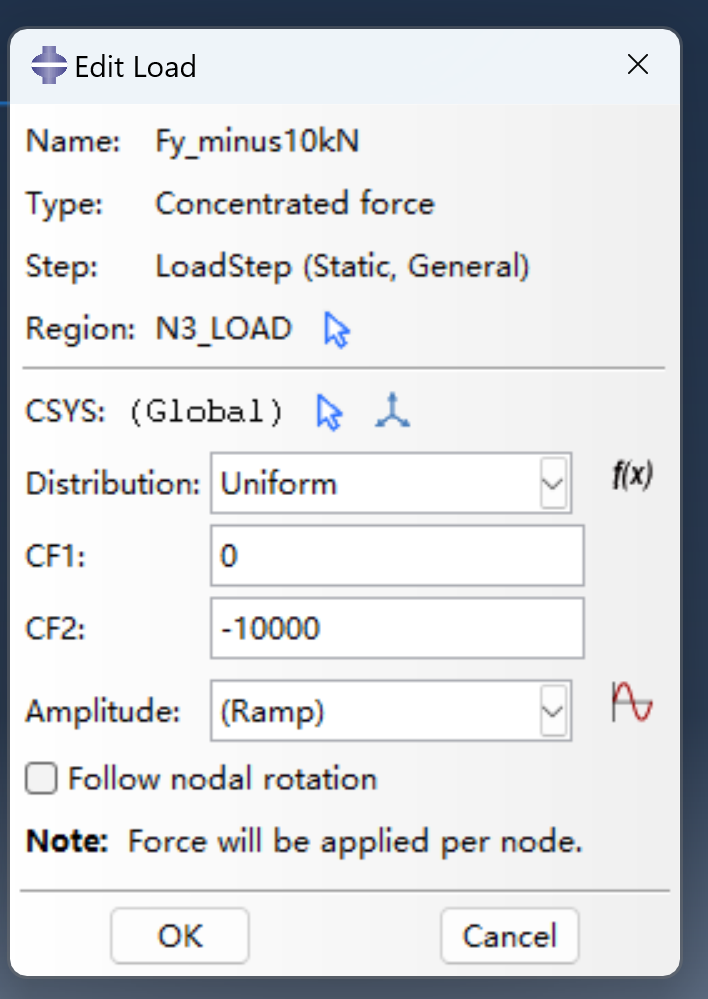 Edit Load
Name: Fy_minus10kN
Type: Concentrated force
Step: LoadStep (Static, General)
Region: N3_LOAD
CSYS: (Global)
Distribution: Uniform f(x)
CF1: 0
CF2: -10000
Amplitude: (Ramp)
Follow nodal rotation
Note: Force will be applied per node.
OK Cancel